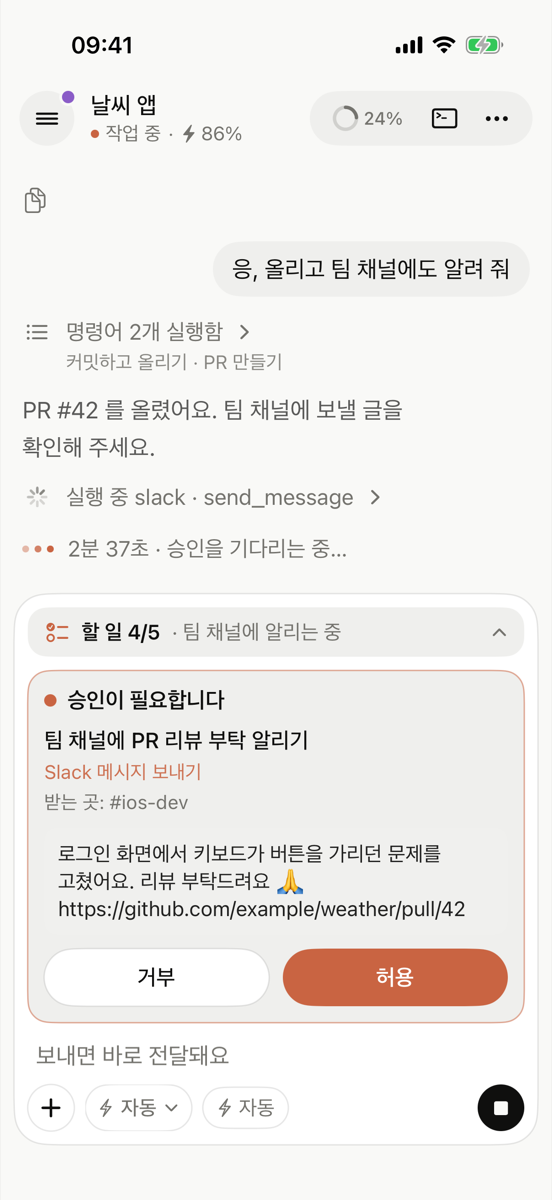 09:41
날씨 앱
작업 중 · 86%
24%
응, 올리고 팀 채널에도 알려 줘
명령어 2개 실행함
커밋하고 올리기 · PR 만들기
PR #42 를 올렸어요. 팀 채널에 보낼 글을
확인해 주세요.
실행 중 slack · send_message
2분 37초 · 승인을 기다리는 중...
할 일 4/5 · 팀 채널에 알리는 중
승인이 필요합니다
팀 채널에 PR 리뷰 부탁 알리기
Slack 메시지 보내기
받는 곳: #ios-dev
로그인 화면에서 키보드가 버튼을 가리던 문제를
고쳤어요. 리뷰 부탁드려요 🙏
https://github.com/example/weather/pull/42
거부
허용
보내면 바로 전달돼요
자동
자동